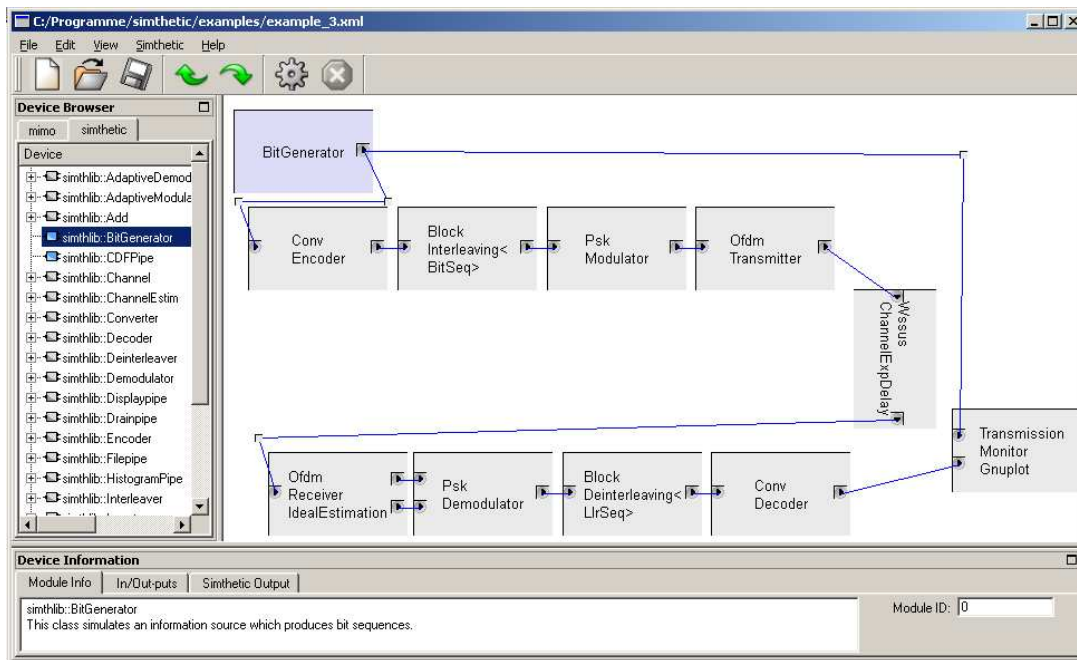 C:/Programme/simthetic/examples/example_3.xml
File Edit View Simthetic Help
Device Browser
mimo simthetic
Device
simthlib::AdaptiveDemod
simthlib::AdaptiveModula
simthlib::Add
simthlib::BitGenerator
simthlib::CDFPipe
simthlib::Channel
simthlib::ChannelEstim
simthlib::Converter
simthlib::Decoder
simthlib::Deinterleaver
simthlib::Demodulator
simthlib::Displaypipe
simthlib::Drainpipe
simthlib::Encoder
simthlib::Filepipe
simthlib::HistogramPipe
simthlib::Interleaver
BitGenerator
Conv
Encoder
Block
Interleaving<
BitSeq>
Psk
Modulator
Ofdm
Transmitter
Wssus
ChannelExpDelay
Ofdm
Receiver
IdealEstimation
Psk
Demodulator
Block
Deinterleaving<
LlrSeq>
Conv
Decoder
Transmission
Monitor
Gnuplot
Device Information
Module Info In/Out-puts Simthetic Output
simthlib::BitGenerator
This class simulates an information source which produces bit sequences.
Module ID: 0